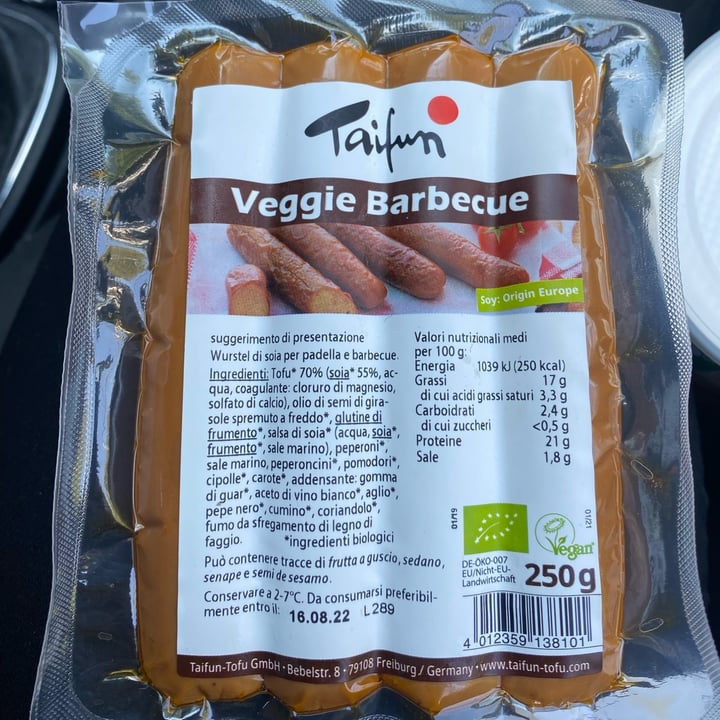 Taifun
Veggie Barbecue
Soy: Origin Europe
suggerimento di presentazione
Wurstel di soia per padella e barbecue.
Ingredienti: Tofu* 70% (soia* 55%, ac-
qua, coagulante: cloruro di magnesio,
solfato di calcio), olio di semi di gira-
sole spremuto a freddo*, glutine di
frumento*, salsa di soia* (acqua, soia*,
frumento*, sale marino), peperoni*,
sale marino, peperoncini*, pomodori*,
cipolle*, carote*, addensante: gomma
di guar*, aceto di vino bianco*, aglio*,
pepe nero*, cumino*, coriandolo*,
fumo da sfregamento di legno di
faggio. *ingredienti biologici
Può contenere tracce di frutta a guscio, sedano,
senape e semi de sesamo.
Conservare a 2-7°C. Da consumarsi preferibil-
mente entro il: 16.08.22 L289
Valori nutrizionali medi
per 100 g:
Energia 1039 kJ (250 kcal)
Grassi 17 g
di cui acidi grassi saturi 3,3 g
Carboidrati 2,4 g
di cui zuccheri <0,5 g
Proteine 21 g
Sale 1,8 g
01/19
01/21
Vegan
DE-ÖKO-007
EU/Nicht-EU-
Landwirtschaft
250g
4 012359 138101
Taifun-Tofu GmbH · Bebelstr. 8 · 79108 Freiburg / Germany · www.taifun-tofu.com